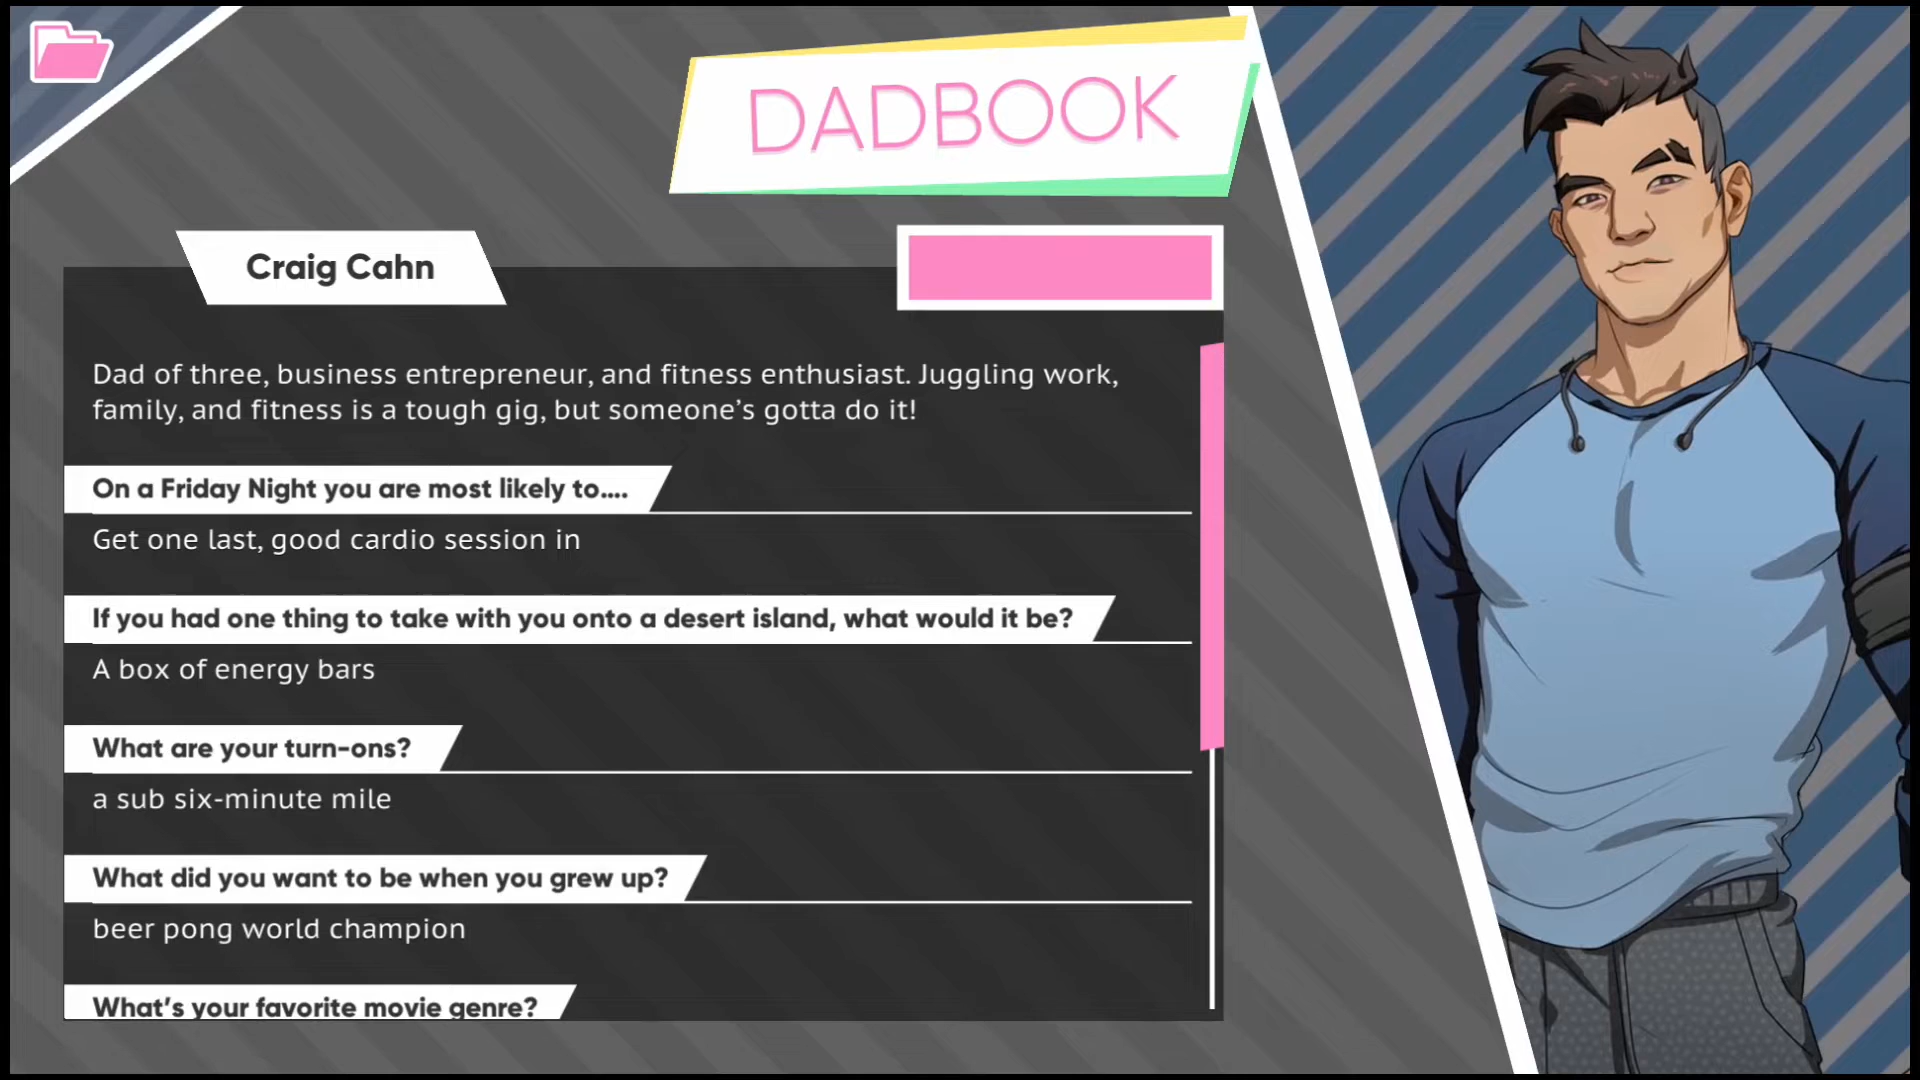 DADBOOK
Craig Cahn
Dad of three, business entrepreneur, and fitness enthusiast. Juggling work,
family, and fitness is a tough gig, but someone’s gotta do it!
On a Friday Night you are most likely to....
Get one last, good cardio session in
If you had one thing to take with you onto a desert island, what would it be?
A box of energy bars
What are your turn-ons?
a sub six-minute mile
What did you want to be when you grew up?
beer pong world champion
What’s your favorite movie genre?